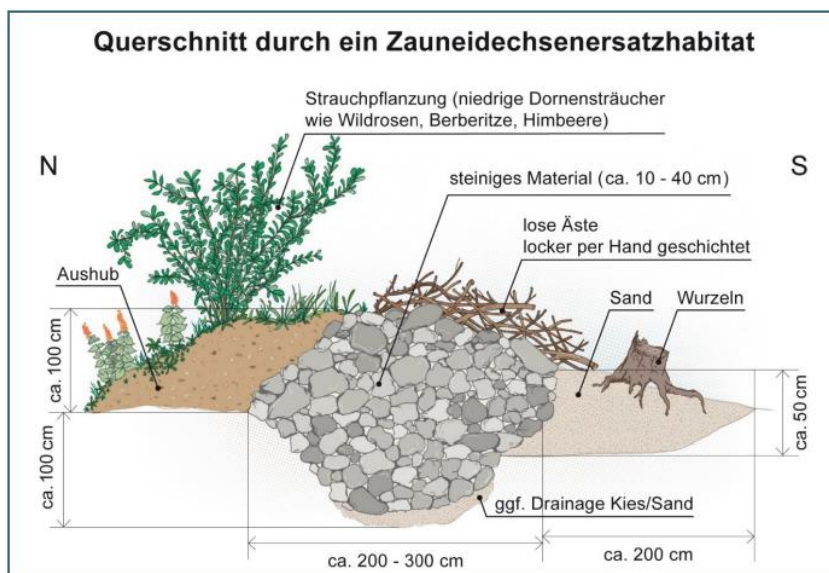 Querschnitt durch ein Zauneidechsenersatzhabitat
Strauchpflanzung (niedrige Dornensträucher
wie Wildrosen, Berberitze, Himbeere)
N
S
steiniges Material (ca. 10 - 40 cm)
lose Äste
locker per Hand geschichtet
Aushub
Sand
Wurzeln
ca. 100 cm
ca. 50 cm
ca. 100 cm
ggf. Drainage Kies/Sand
ca. 200 - 300 cm
ca. 200 cm